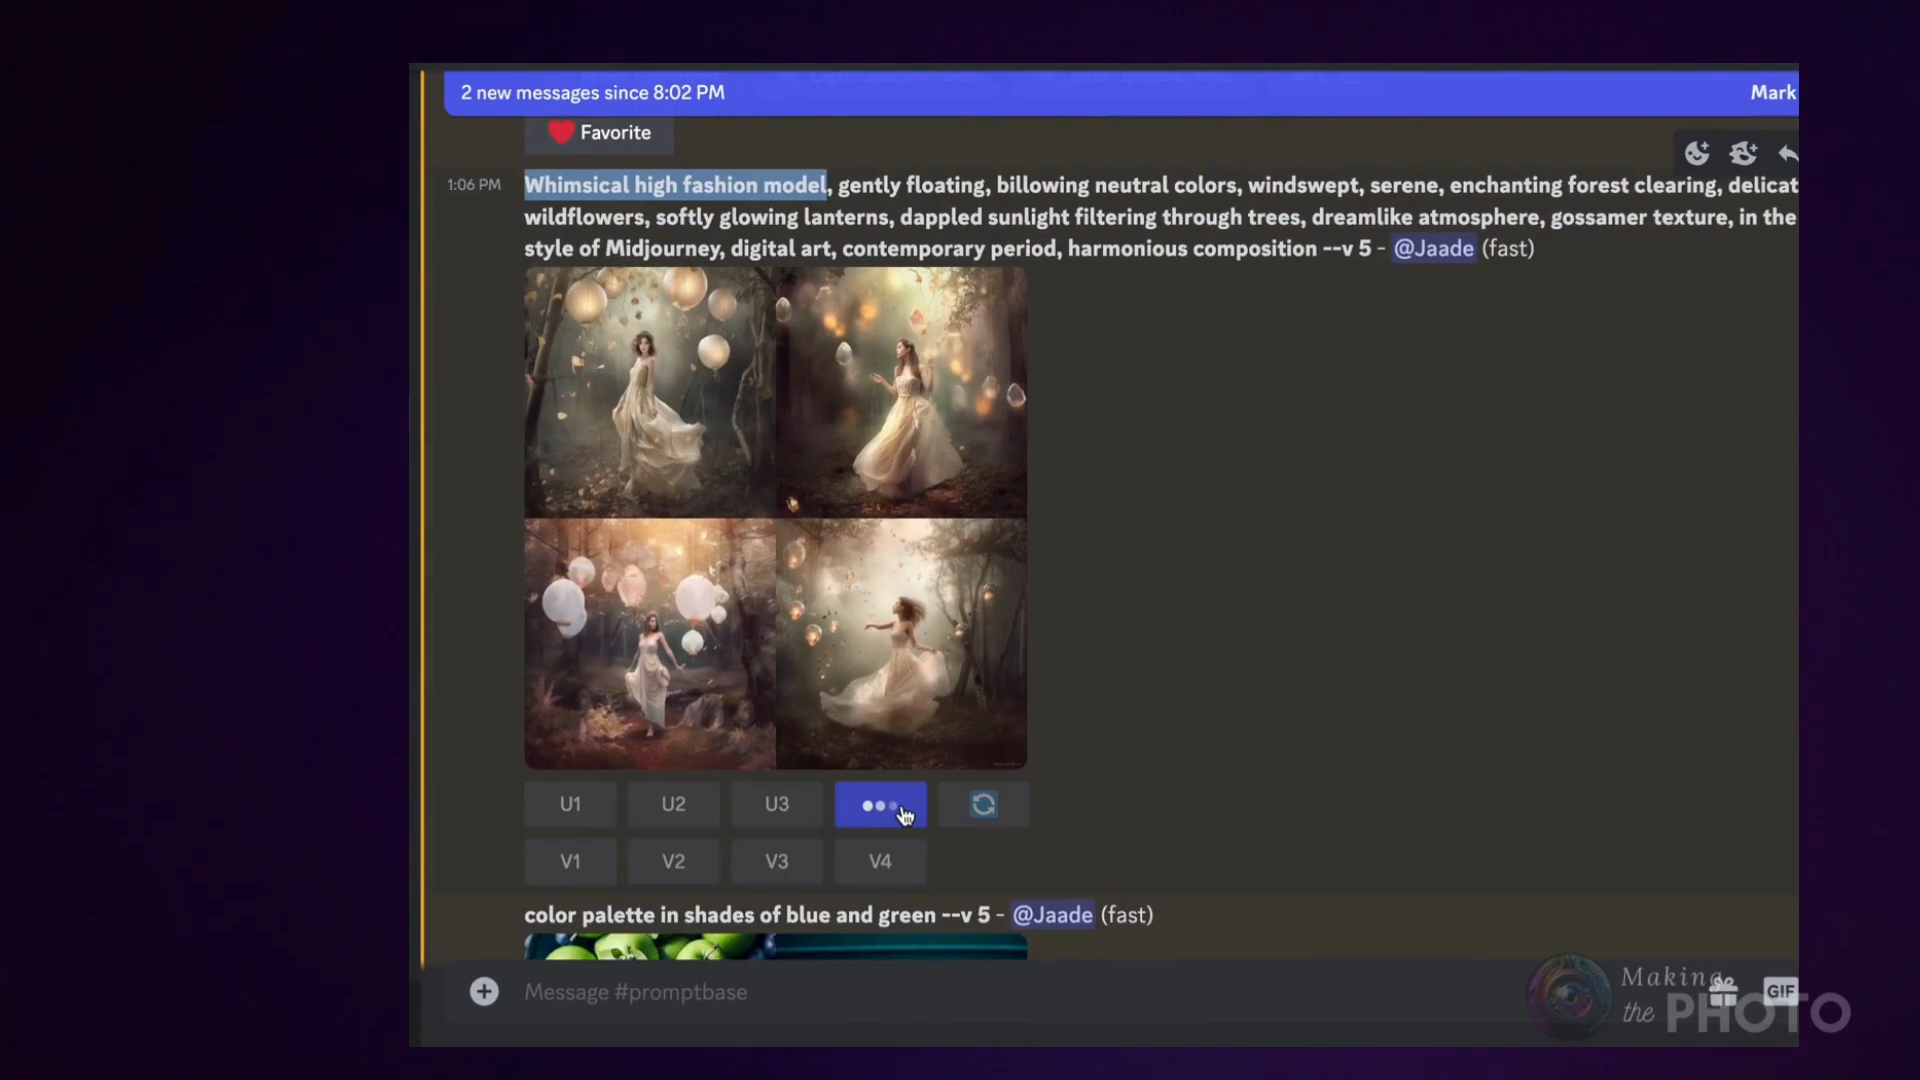 2 new messages since 8:02 PM
Mark
Favorite
1:06 PM
Whimsical high fashion model, gently floating, billowing neutral colors, windswept, serene, enchanting forest clearing, delicat
wildflowers, softly glowing lanterns, dappled sunlight filtering through trees, dreamlike atmosphere, gossamer texture, in the
style of Midjourney, digital art, contemporary period, harmonious composition --v 5 - @Jaade (fast)
U1 U2 U3
V1 V2 V3 V4
color palette in shades of blue and green --v 5 - @Jaade (fast)
Message #promptbase
GIF
Making
the PHOTO